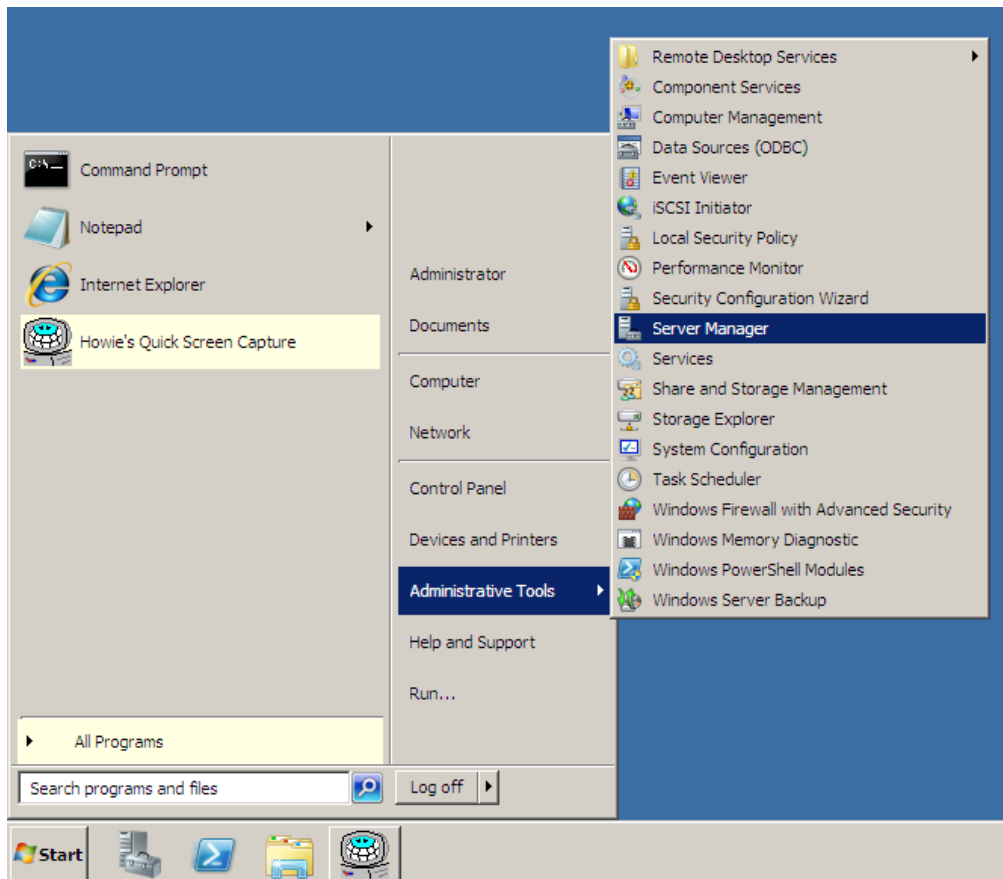 Command Prompt
Notepad
Internet Explorer
Howie's Quick Screen Capture
All Programs
Search programs and files
Administrator
Documents
Computer
Network
Control Panel
Devices and Printers
Administrative Tools
Help and Support
Run...
Log off
Remote Desktop Services
Component Services
Computer Management
Data Sources (ODBC)
Event Viewer
iSCSI Initiator
Local Security Policy
Performance Monitor
Security Configuration Wizard
Server Manager
Services
Share and Storage Management
Storage Explorer
System Configuration
Task Scheduler
Windows Firewall with Advanced Security
Windows Memory Diagnostic
Windows PowerShell Modules
Windows Server Backup
Start